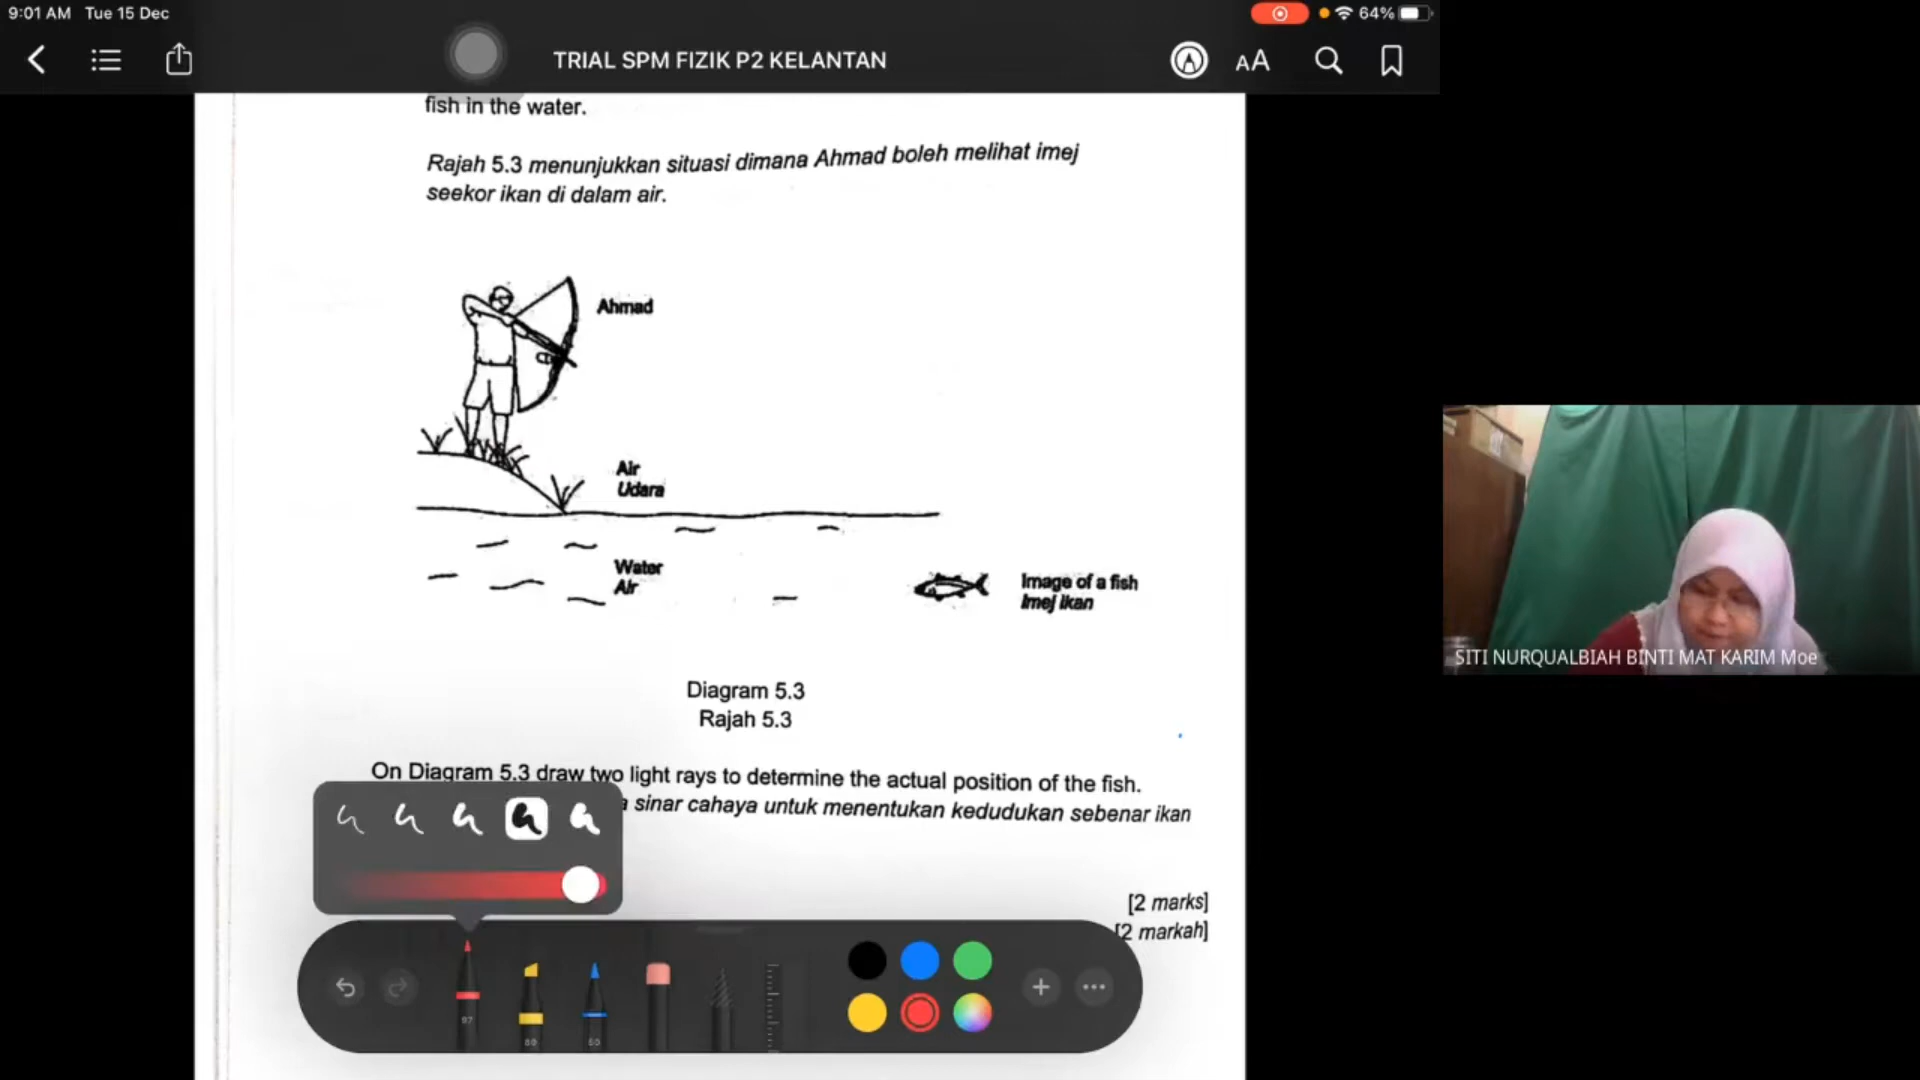 9:01 AM Tue 15 Dec
64%
TRIAL SPM FIZIK P2 KELANTAN
AA
fish in the water.
Rajah 5.3 menunjukkan situasi dimana Ahmad boleh melihat imej
seekor ikan di dalam air.
Ahmad
Air
Udara
Water
Air
Image of a fish
Imej ikan
Diagram 5.3
Rajah 5.3
On Diagram 5.3 draw two light rays to determine the actual position of the fish.
sinar cahaya untuk menentukan kedudukan sebenar ikan
[2 marks]
[2 markah]
97
80
50
SITI NURQUALBIAH BINTI MAT KARIM Moe